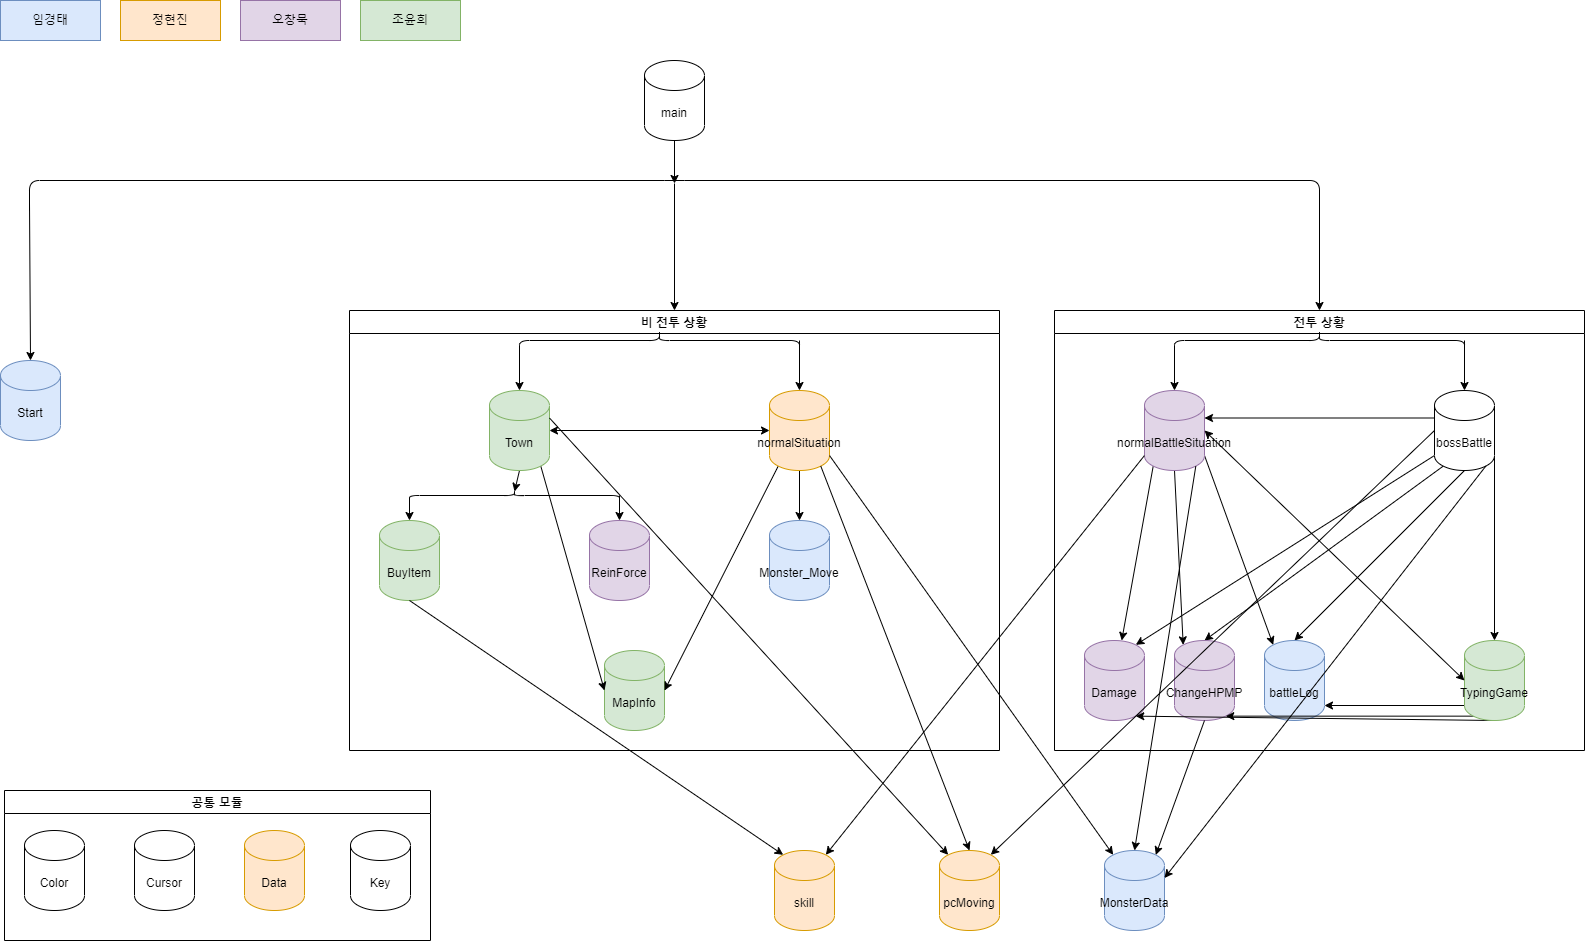 임경태
정현진
오창묵
조윤희
main
비 전투 상황
전투 상황
Start
Town
normalSituation
normalBattleSituation
bossBattle
BuyItem
ReinForce
Monster_Move
MapInfo
Damage
ChangeHPMP
battleLog
TypingGame
공통 모듈
Color
Cursor
Data
Key
skill
pcMoving
MonsterData